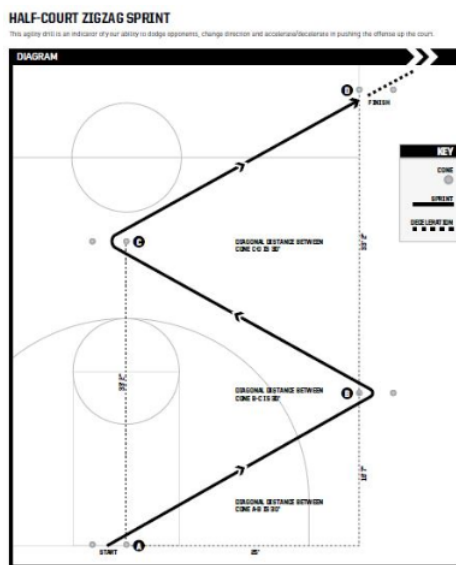 HALF-COURT ZIGZAG SPRINT
This agility drill is an indicator of your ability to dodge opponents, change direction and accelerate/decelerate in pushing the offense up the court.
DIAGRAM
D
FINISH
KEY
CONE
SPRINT
DECELERATION
C
DIAGONAL DISTANCE BETWEEN
CONE C-D IS 30'
DIAGONAL DISTANCE BETWEEN
CONE B-C IS 30'
B
DIAGONAL DISTANCE BETWEEN
CONE A-B IS 30'
START
A
25'